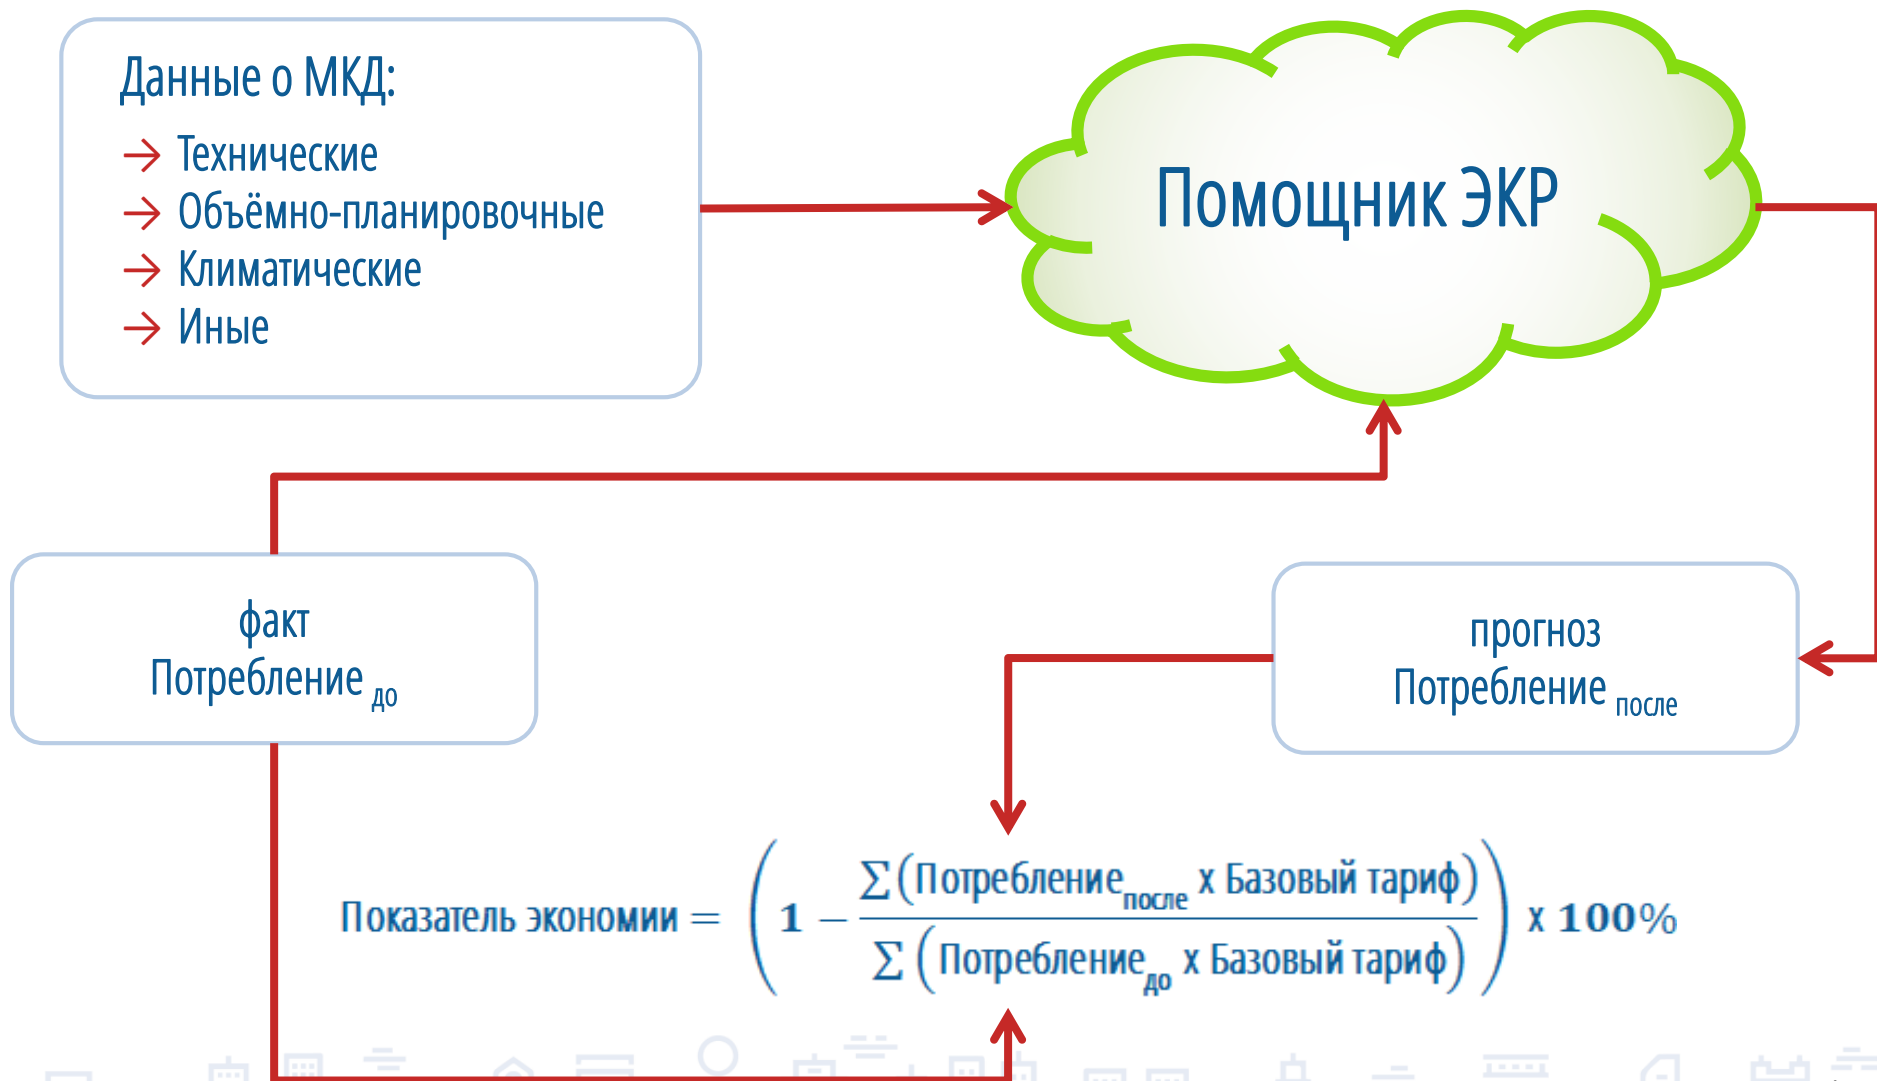 Данные о МКД:
→ Технические
→ Объёмно-планировочные
→ Климатические
→ Иные
Помощник ЭКР
факт
Потребление до
прогноз
Потребление после
Показатель экономии = (1 − ∑(Потребление после х Базовый тариф) / ∑(Потребление до х Базовый тариф)) х 100%